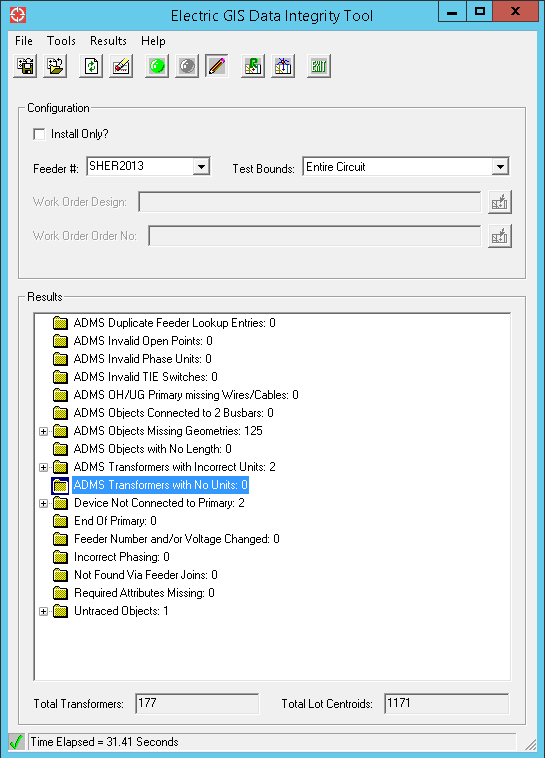 Electric GIS Data Integrity Tool
File Tools Results Help
EXIT
Configuration
Install Only?
Feeder #: SHER2013 Test Bounds: Entire Circuit
Work Order Design:
Work Order Order No:
Results
ADMS Duplicate Feeder Lookup Entries: 0
ADMS Invalid Open Points: 0
ADMS Invalid Phase Units: 0
ADMS Invalid TIE Switches: 0
ADMS OH/UG Primary missing Wires/Cables: 0
ADMS Objects Connected to 2 Busbars: 0
ADMS Objects Missing Geometries: 125
ADMS Objects with No Length: 0
ADMS Transformers with Incorrect Units: 2
ADMS Transformers with No Units: 0
Device Not Connected to Primary: 2
End Of Primary: 0
Feeder Number and/or Voltage Changed: 0
Incorrect Phasing: 0
Not Found Via Feeder Joins: 0
Required Attributes Missing: 0
Untraced Objects: 1
Total Transformers: 177 Total Lot Centroids: 1171
Time Elapsed = 31.41 Seconds